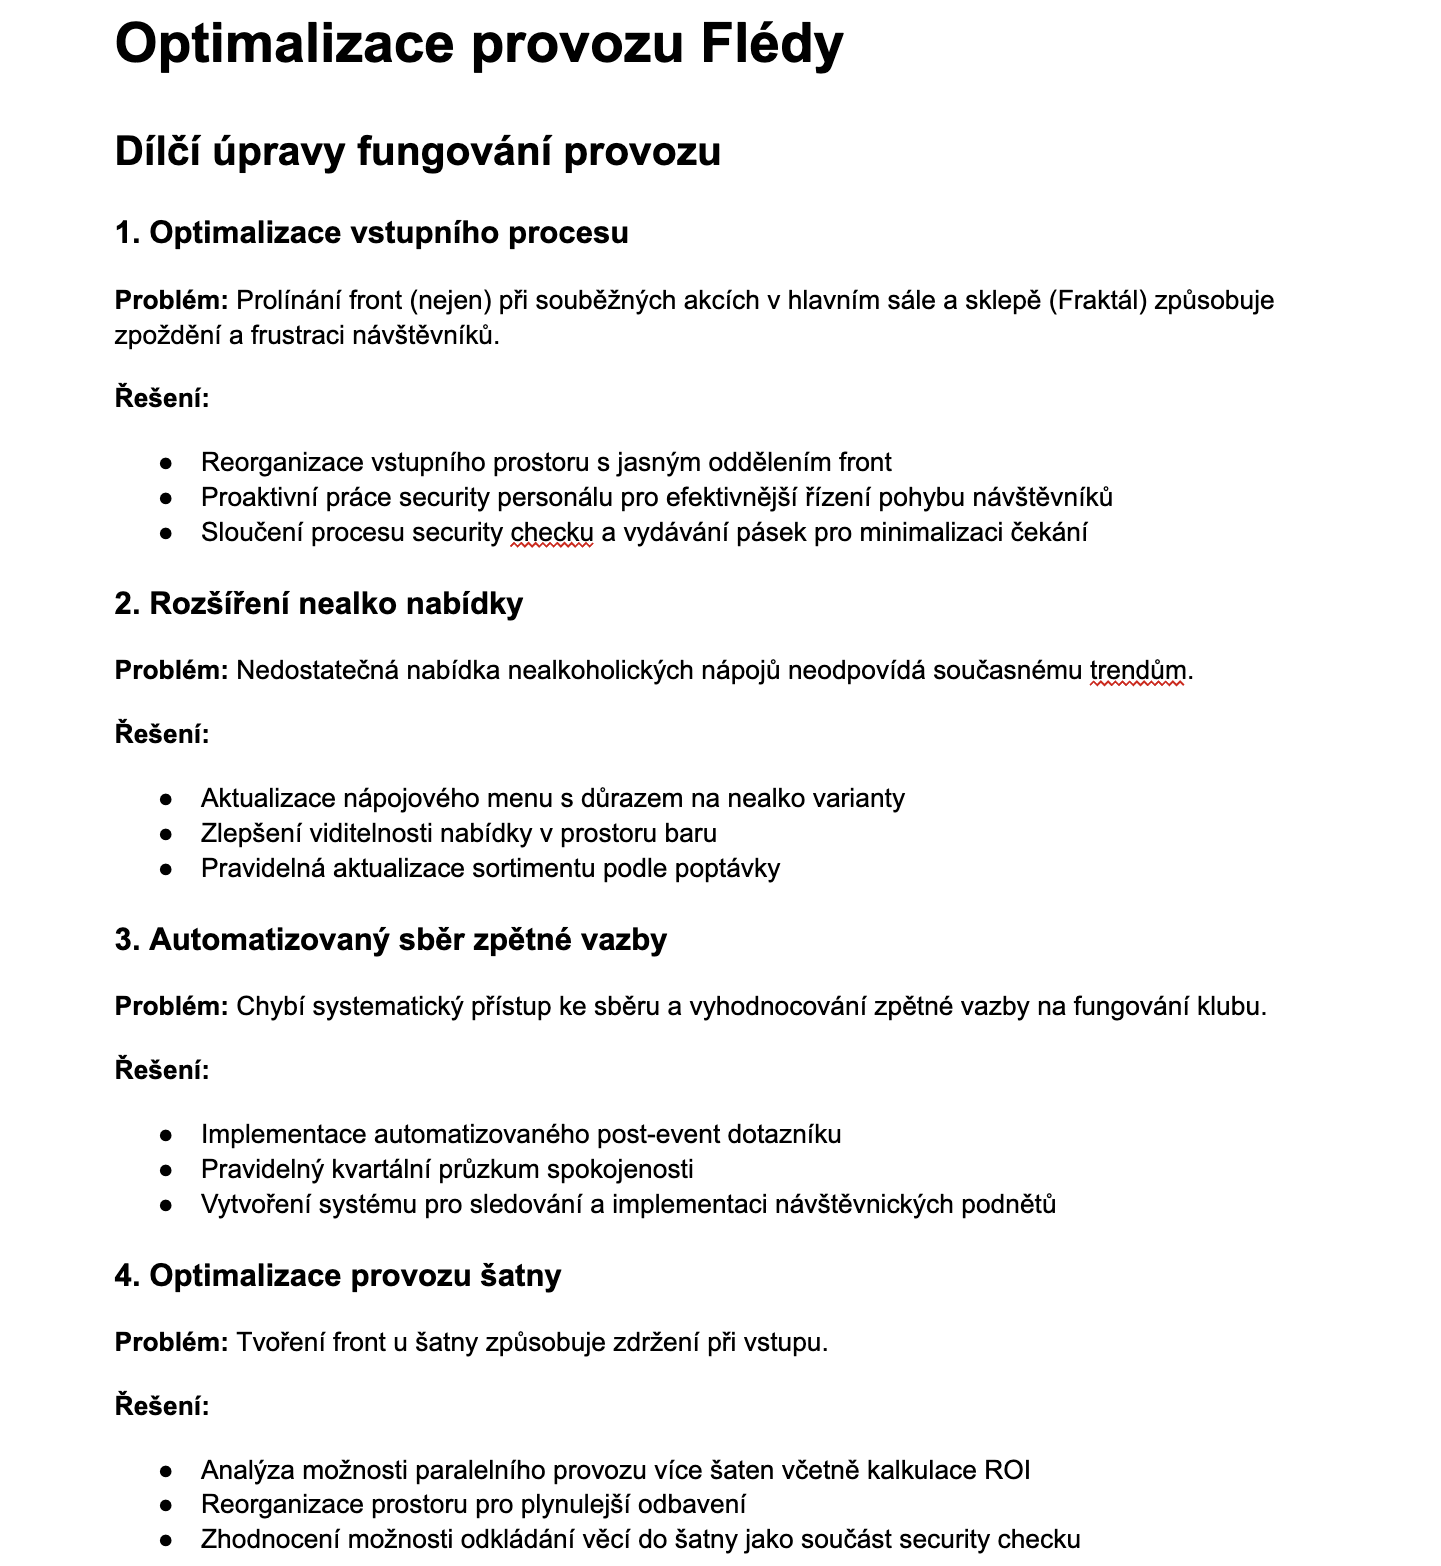 Optimalizace provozu Flédy
Dílčí úpravy fungování provozu
1. Optimalizace vstupního procesu
Problém: Prolínání front (nejen) při souběžných akcích v hlavním sále a sklepě (Fraktál) způsobuje
zpoždění a frustraci návštěvníků.
Řešení:
● Reorganizace vstupního prostoru s jasným oddělením front
● Proaktivní práce security personálu pro efektivnější řízení pohybu návštěvníků
● Sloučení procesu security checku a vydávání pásek pro minimalizaci čekání
2. Rozšíření nealko nabídky
Problém: Nedostatečná nabídka nealkoholických nápojů neodpovídá současnému trendům.
Řešení:
● Aktualizace nápojového menu s důrazem na nealko varianty
● Zlepšení viditelnosti nabídky v prostoru baru
● Pravidelná aktualizace sortimentu podle poptávky
3. Automatizovaný sběr zpětné vazby
Problém: Chybí systematický přístup ke sběru a vyhodnocování zpětné vazby na fungování klubu.
Řešení:
● Implementace automatizovaného post-event dotazníku
● Pravidelný kvartální průzkum spokojenosti
● Vytvoření systému pro sledování a implementaci návštěvnických podnětů
4. Optimalizace provozu šatny
Problém: Tvoření front u šatny způsobuje zdržení při vstupu.
Řešení:
● Analýza možnosti paralelního provozu více šaten včetně kalkulace ROI
● Reorganizace prostoru pro plynulejší odbavení
● Zhodnocení možnosti odkládání věcí do šatny jako součást security checku